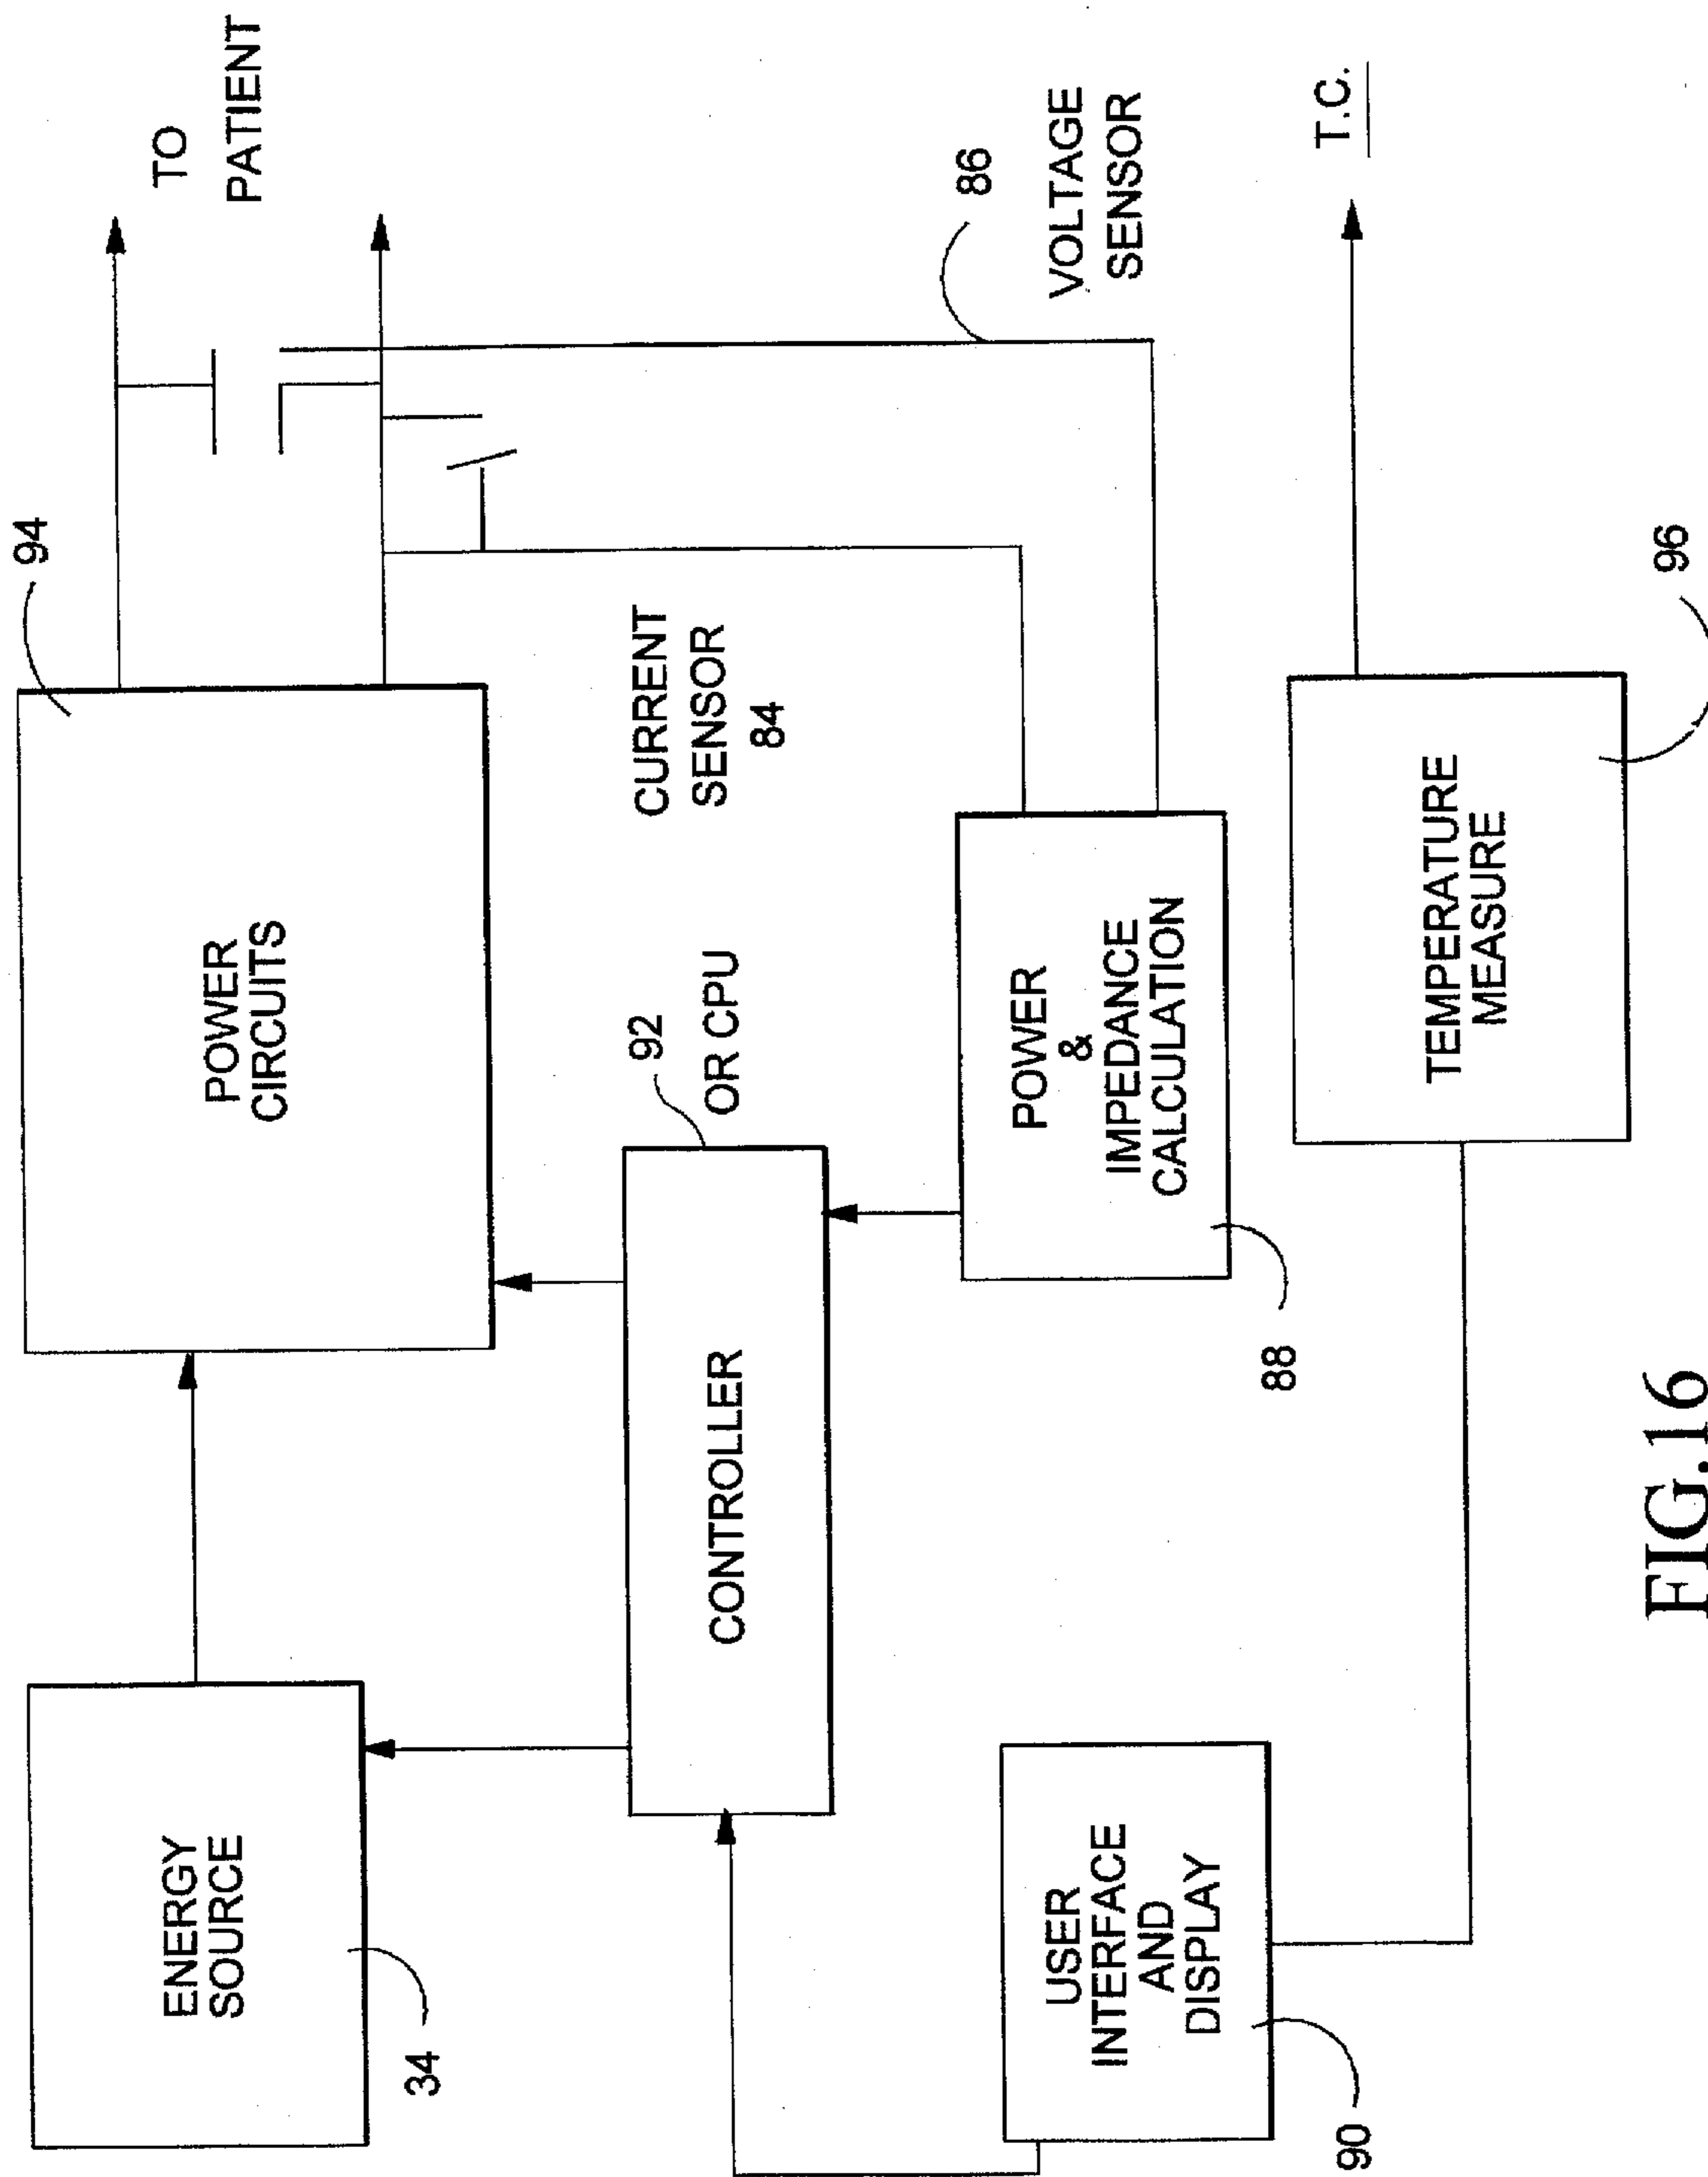 ENERGY
SOURCE
34
POWER
CIRCUITS
94
TO
PATIENT
CONTROLLER
92
OR CPU
CURRENT
SENSOR
84
86
VOLTAGE
SENSOR
USER
INTERFACE
AND
DISPLAY
90
POWER
&
IMPEDANCE
CALCULATION
88
TEMPERATURE
MEASURE
96
T.C.
FIG.16